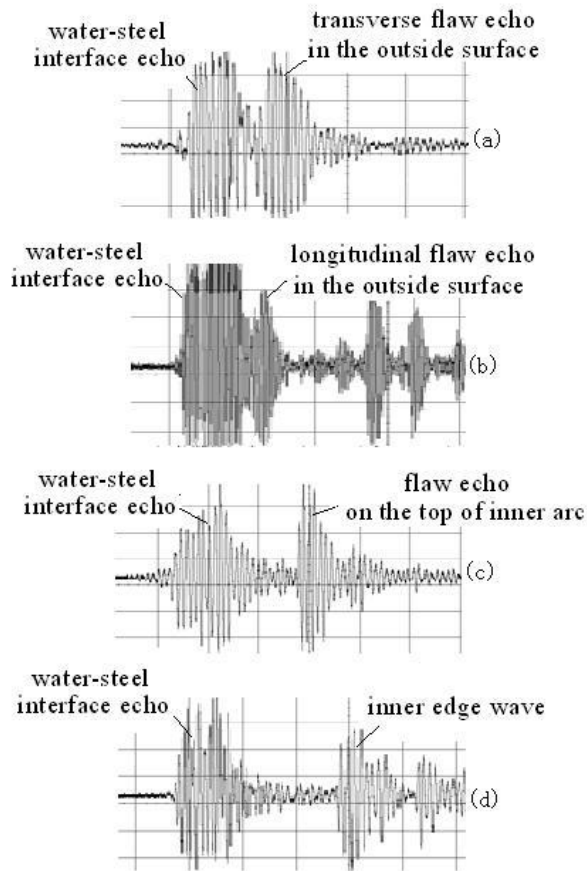 water-steel
interface echo
transverse flaw echo
in the outside surface
(a)
water-steel
interface echo
longitudinal flaw echo
in the outside surface
(b)
water-steel
interface echo
flaw echo
on the top of inner arc
(c)
water-steel
interface echo
inner edge wave
(d)